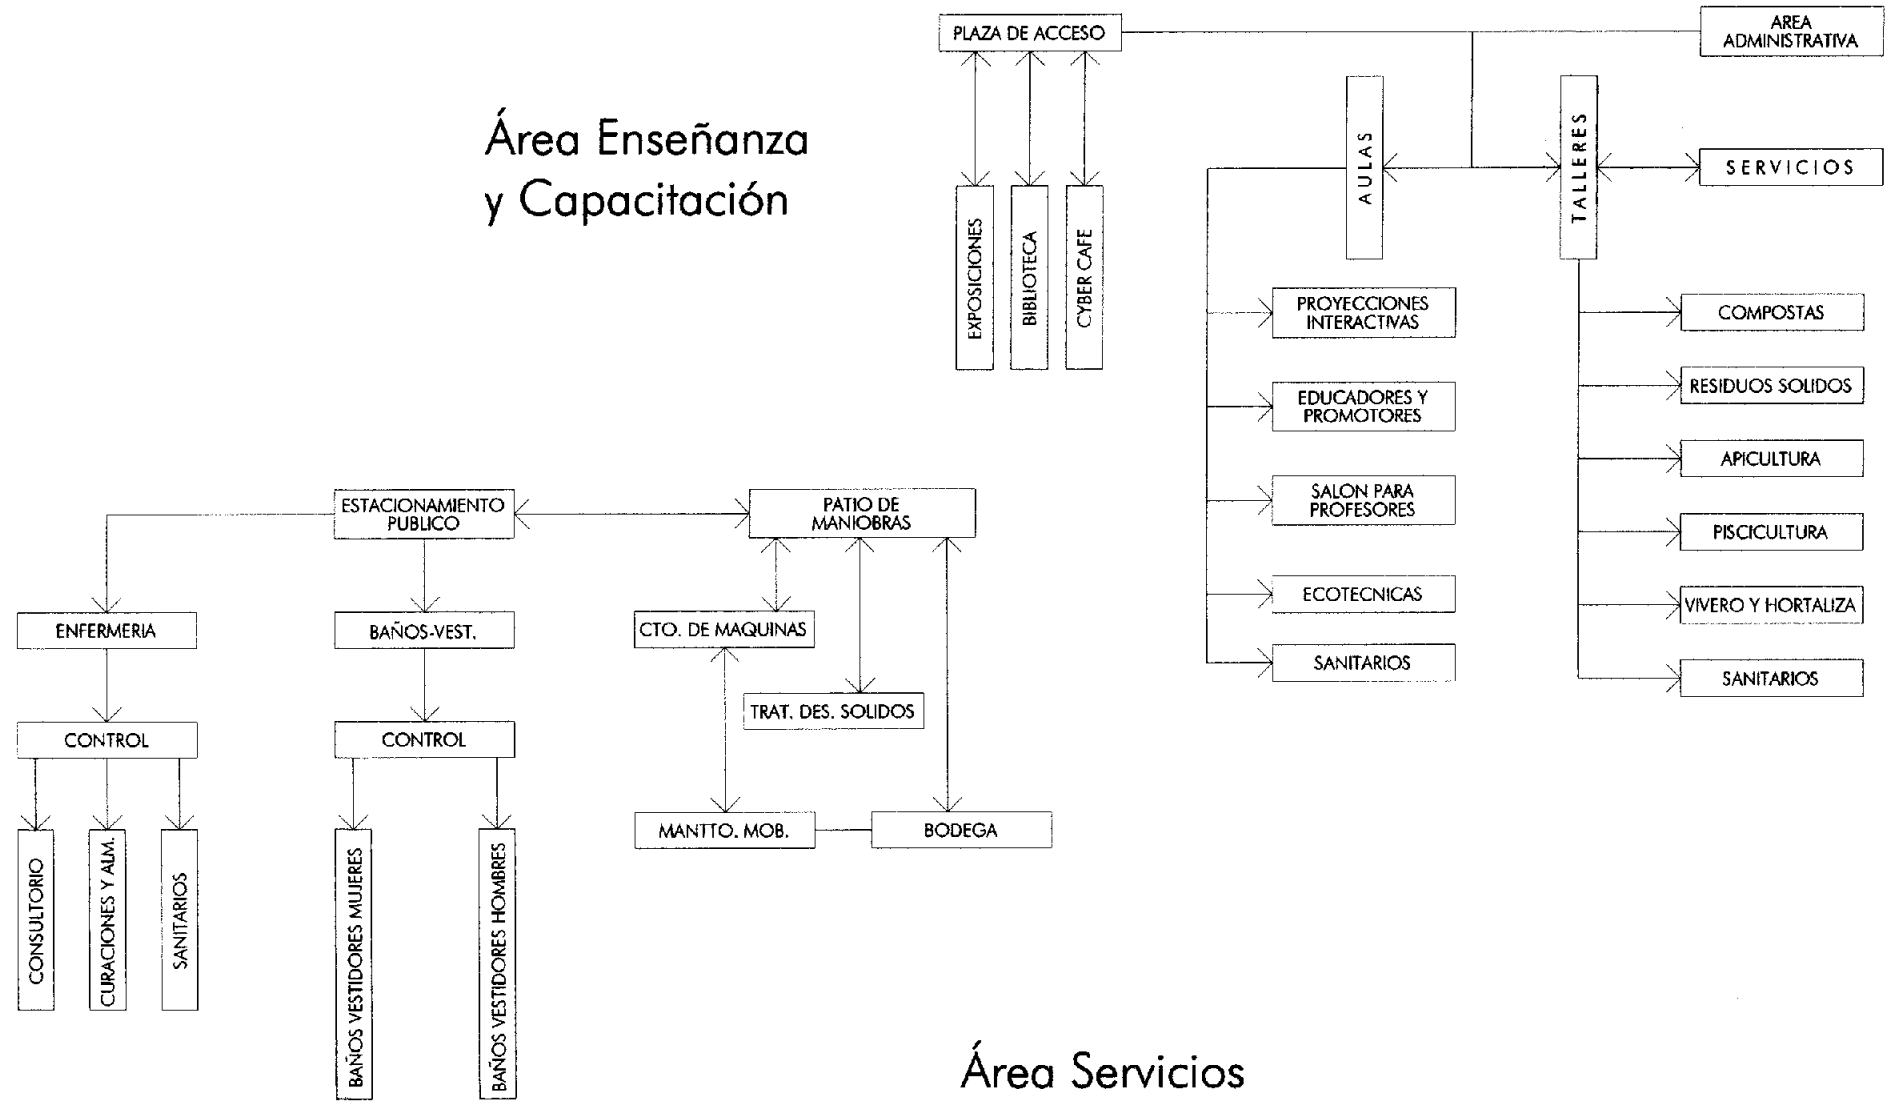 PLAZA DE ACCESO
AREA
ADMINISTRATIVA
Área Enseñanza
y Capacitación
AULAS
TALLERES
SERVICIOS
EXPOSICIONES
BIBLIOTECA
CYBER CAFE
PROYECCIONES
INTERACTIVAS
EDUCADORES Y
PROMOTORES
SALON PARA
PROFESORES
ECOTECNICAS
SANITARIOS
COMPOSTAS
RESIDUOS SOLIDOS
APICULTURA
PISCICULTURA
VIVERO Y HORTALIZA
SANITARIOS
ESTACIONAMIENTO
PUBLICO
PATIO DE
MANIOBRAS
ENFERMERIA
BAÑOS-VEST.
CTO. DE MAQUINAS
TRAT. DES. SOLIDOS
CONTROL
CONTROL
MANTTO. MOB.
BODEGA
CONSULTORIO
CURACIONES Y ALM.
SANITARIOS
BAÑOS VESTIDORES MUJERES
BAÑOS VESTIDORES HOMBRES
Área Servicios